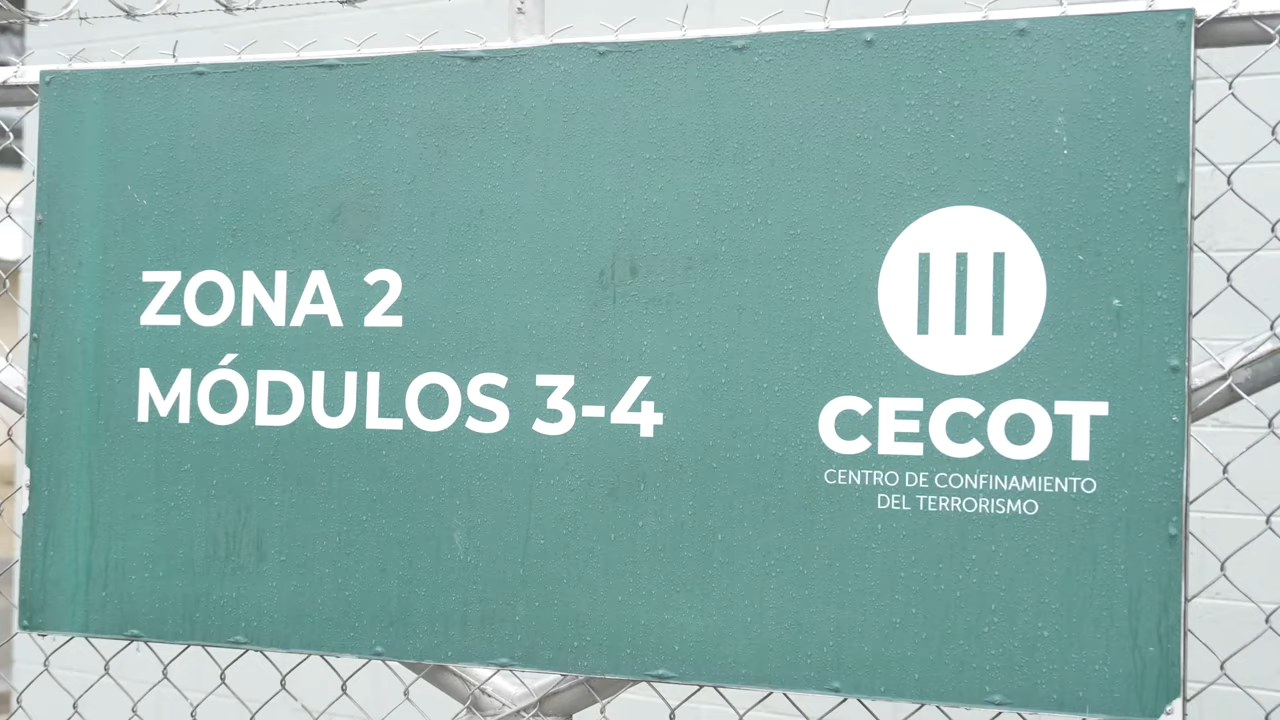 ZONA 2
MÓDULOS 3-4
CECOT
CENTRO DE CONFINAMIENTO
DEL TERRORISMO